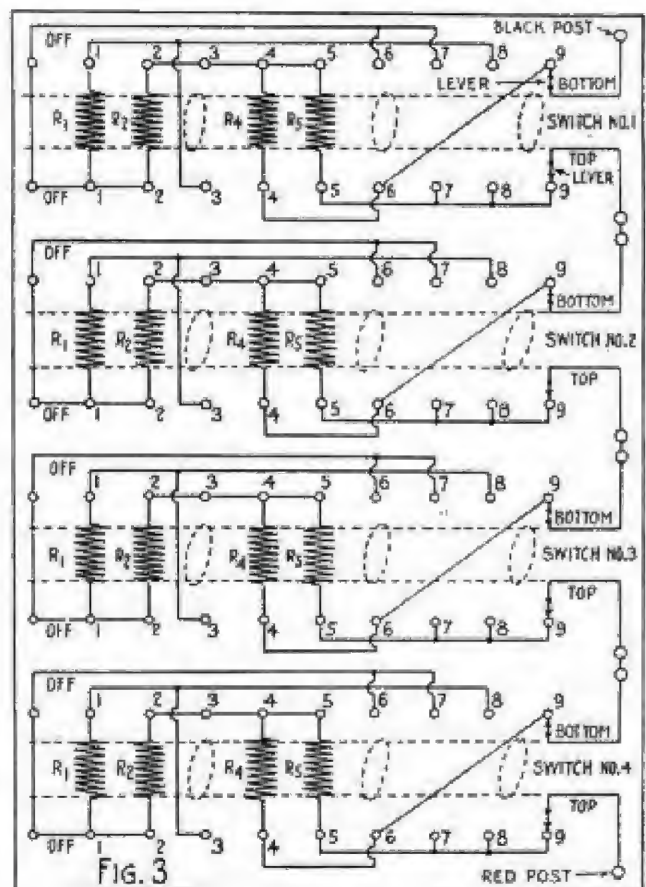 BLACK POST
OFF 1 2 3 4 5 6 7 8 9
LEVER BOTTOM
R1 R2 R4 R5 SWITCH NO.1
TOP
LEVER
OFF 1 2 3 4 5 6 7 8 9
OFF 1 2 3 4 5 6 7 8 9
BOTTOM
R1 R2 R4 R5 SWITCH NO.2
TOP
OFF 1 2 3 4 5 6 7 8 9
OFF 1 2 3 4 5 6 7 8 9
BOTTOM
R1 R2 R4 R5 SWITCH NO.3
TOP
OFF 1 2 3 4 5 6 7 8 9
OFF 1 2 3 4 5 6 7 8 9
BOTTOM
R1 R2 R4 R5 SWITCH NO.4
TOP
OFF 1 2 3 4 5 6 7 8 9
FIG. 3
RED POST